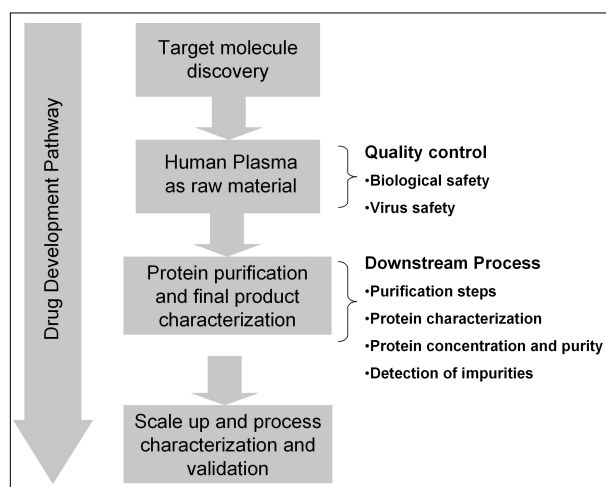 Drug Development Pathway
Target molecule
discovery
Human Plasma
as raw material
Quality control
•Biological safety
•Virus safety
Protein purification
and final product
characterization
Downstream Process
•Purification steps
•Protein characterization
•Protein concentration and purity
•Detection of impurities
Scale up and process
characterization and
validation